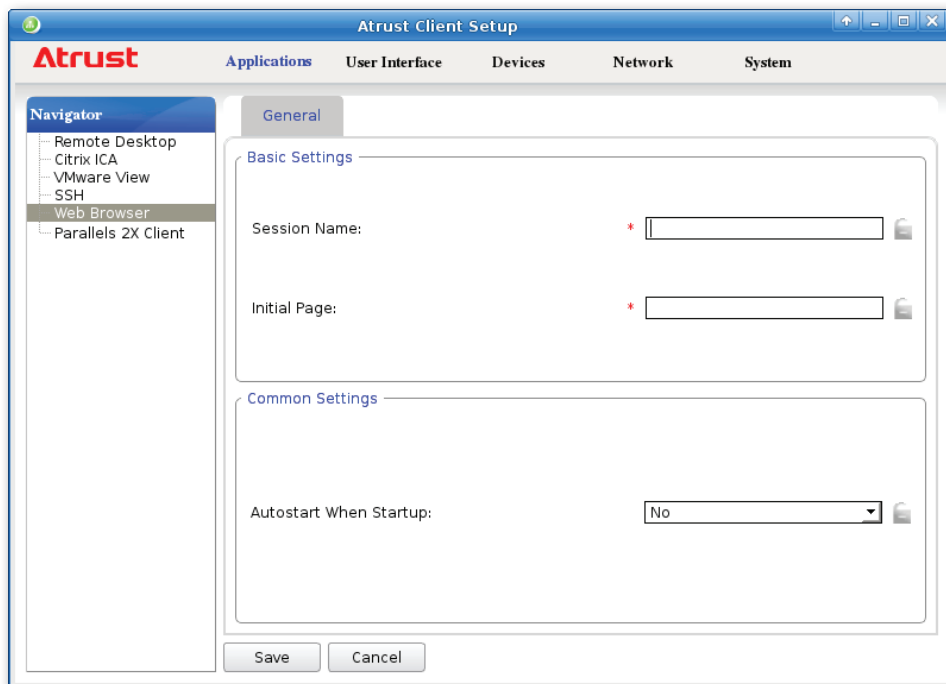 Atrust Client Setup
Atrust
Applications
User Interface
Devices
Network
System
Navigator
Remote Desktop
Citrix ICA
VMware View
SSH
Web Browser
Parallels 2X Client
General
Basic Settings
Session Name: *
Initial Page: *
Common Settings
Autostart When Startup: No
Save
Cancel